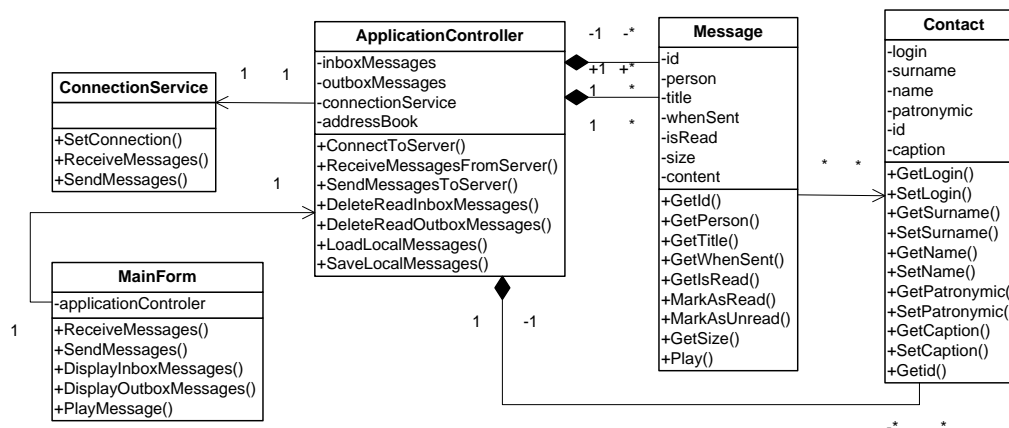 ConnectionService
+SetConnection()
+ReceiveMessages()
+SendMessages()
1 1
ApplicationController
-inboxMessages
-outboxMessages
-connectionService
-addressBook
+ConnectToServer()
+ReceiveMessagesFromServer()
+SendMessagesToServer()
+DeleteReadInboxMessages()
+DeleteReadOutboxMessages()
+LoadLocalMessages()
+SaveLocalMessages()
-1 -*
+1 +*
1 *
1 *
Message
-id
-person
-title
-whenSent
-isRead
-size
-content
+GetId()
+GetPerson()
+GetTitle()
+GetWhenSent()
+GetIsRead()
+MarkAsRead()
+MarkAsUnread()
+GetSize()
+Play()
* *
Contact
-login
-surname
-name
-patronymic
-id
-caption
+GetLogin()
+SetLogin()
+GetSurname()
+SetSurname()
+GetName()
+SetName()
+GetPatronymic()
+SetPatronymic()
+GetCaption()
+SetCaption()
+Getid()
1
MainForm
-applicationControler
+ReceiveMessages()
+SendMessages()
+DisplayInboxMessages()
+DisplayOutboxMessages()
+PlayMessage()
1
1 -1
-* *